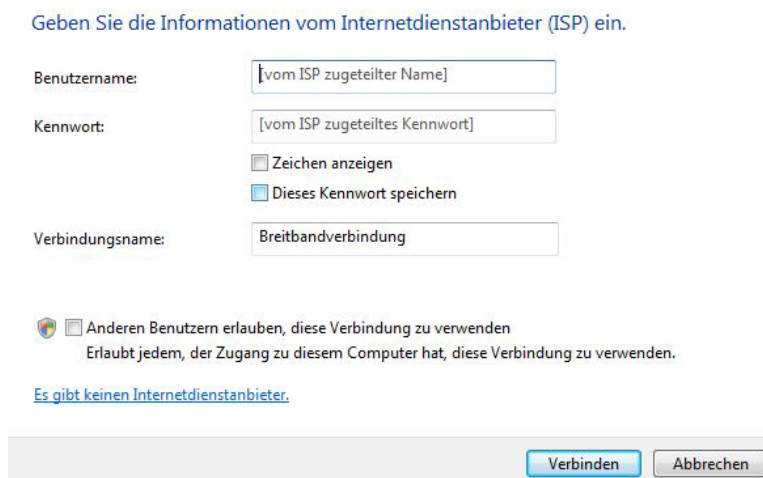 Geben Sie die Informationen vom Internetdienstanbieter (ISP) ein.
Benutzername: [vom ISP zugeteilter Name]
Kennwort: [vom ISP zugeteiltes Kennwort]
Zeichen anzeigen
Dieses Kennwort speichern
Verbindungsname: Breitbandverbindung
Anderen Benutzern erlauben, diese Verbindung zu verwenden
Erlaubt jedem, der Zugang zu diesem Computer hat, diese Verbindung zu verwenden.
Es gibt keinen Internetdienstanbieter.
Verbinden Abbrechen